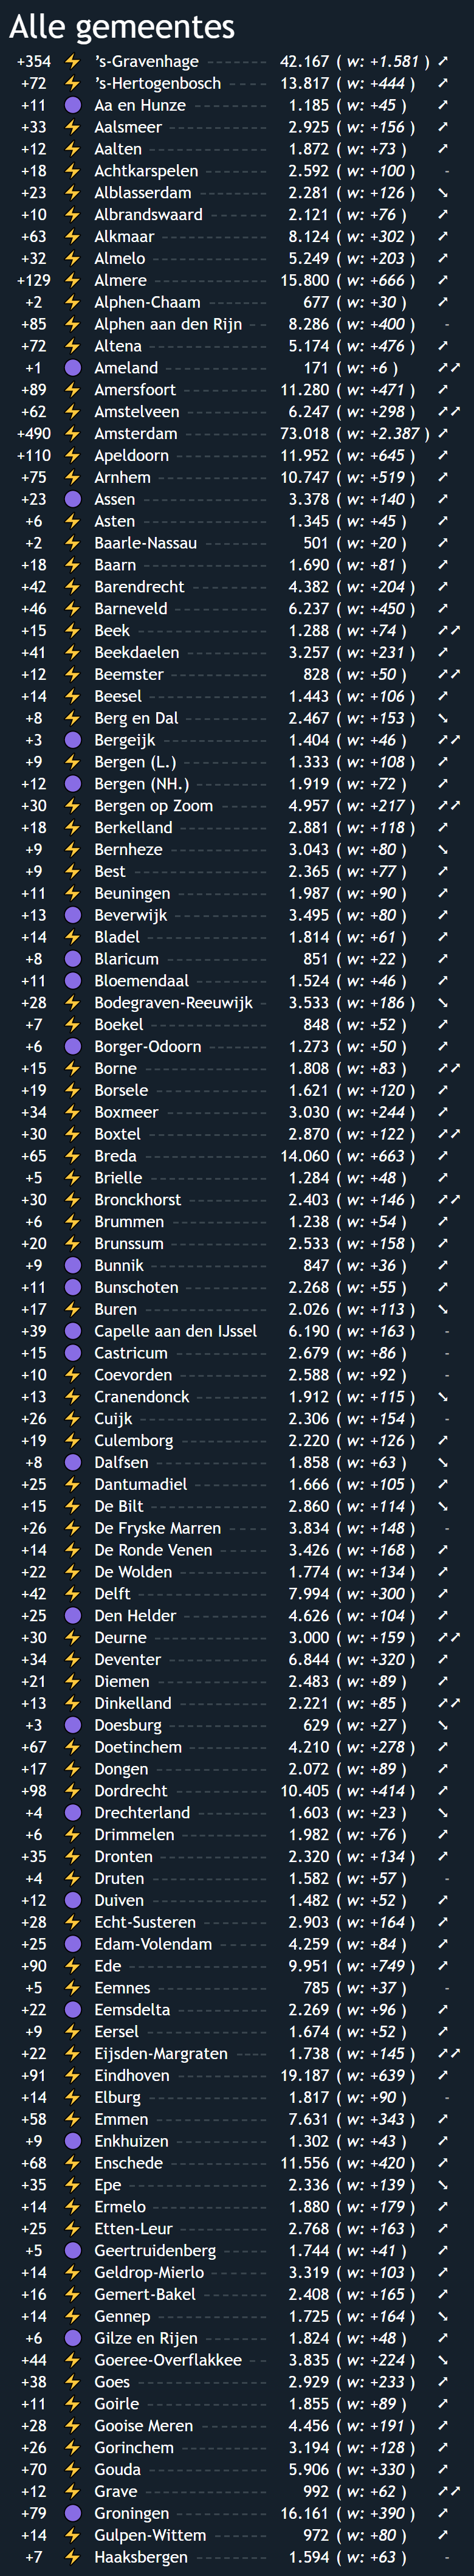 Alle gemeentes
+354 ⚡ ’s-Gravenhage 42.167 ( w: +1.581 ) ➚
+72 ⚡ ’s-Hertogenbosch 13.817 ( w: +444 ) ➚
+11 🟣 Aa en Hunze 1.185 ( w: +45 ) ➚
+33 ⚡ Aalsmeer 2.925 ( w: +156 ) ➚
+12 ⚡ Aalten 1.872 ( w: +73 ) ➚
+18 ⚡ Achtkarspelen 2.592 ( w: +100 ) -
+23 ⚡ Alblasserdam 2.281 ( w: +126 ) ➘
+10 ⚡ Albrandswaard 2.121 ( w: +76 ) ➚
+63 ⚡ Alkmaar 8.124 ( w: +302 ) ➚
+32 ⚡ Almelo 5.249 ( w: +203 ) ➚
+129 ⚡ Almere 15.800 ( w: +666 ) ➚
+2 ⚡ Alphen-Chaam 677 ( w: +30 ) ➚
+85 ⚡ Alphen aan den Rijn 8.286 ( w: +400 ) -
+72 ⚡ Altena 5.174 ( w: +476 ) ➚
+1 🟣 Ameland 171 ( w: +6 ) ➚➚
+89 ⚡ Amersfoort 11.280 ( w: +471 ) ➚
+62 ⚡ Amstelveen 6.247 ( w: +298 ) ➚➚
+490 ⚡ Amsterdam 73.018 ( w: +2.387 ) ➚
+110 ⚡ Apeldoorn 11.952 ( w: +645 ) ➚
+75 ⚡ Arnhem 10.747 ( w: +519 ) ➚
+23 🟣 Assen 3.378 ( w: +140 ) ➚
+6 ⚡ Asten 1.345 ( w: +45 ) ➚
+2 ⚡ Baarle-Nassau 501 ( w: +20 ) ➚
+18 ⚡ Baarn 1.690 ( w: +81 ) ➚
+42 ⚡ Barendrecht 4.382 ( w: +204 ) ➚
+46 ⚡ Barneveld 6.237 ( w: +450 ) ➚
+15 ⚡ Beek 1.288 ( w: +74 ) ➚➚
+41 ⚡ Beekdaelen 3.257 ( w: +231 ) ➚
+12 ⚡ Beemster 828 ( w: +50 ) ➚➚
+14 ⚡ Beesel 1.443 ( w: +106 ) ➚
+8 ⚡ Berg en Dal 2.467 ( w: +153 ) ➘
+3 🟣 Bergeijk 1.404 ( w: +46 ) ➚➚
+9 ⚡ Bergen (L.) 1.333 ( w: +108 ) ➚
+12 🟣 Bergen (NH.) 1.919 ( w: +72 ) ➚
+30 ⚡ Bergen op Zoom 4.957 ( w: +217 ) ➚➚
+18 ⚡ Berkelland 2.881 ( w: +118 ) ➚
+9 ⚡ Bernheze 3.043 ( w: +80 ) ➘
+9 ⚡ Best 2.365 ( w: +77 ) ➚
+11 ⚡ Beuningen 1.987 ( w: +90 ) ➚
+13 🟣 Beverwijk 3.495 ( w: +80 ) ➚
+14 ⚡ Bladel 1.814 ( w: +61 ) ➚
+8 🟣 Blaricum 851 ( w: +22 ) ➚
+11 🟣 Bloemendaal 1.524 ( w: +46 ) ➚
+28 ⚡ Bodegraven-Reeuwijk 3.533 ( w: +186 ) ➘
+7 ⚡ Boekel 848 ( w: +52 ) ➚
+6 🟣 Borger-Odoorn 1.273 ( w: +50 ) ➚
+15 ⚡ Borne 1.808 ( w: +83 ) ➚➚
+19 ⚡ Borsele 1.621 ( w: +120 ) ➚
+34 ⚡ Boxmeer 3.030 ( w: +244 ) ➚
+30 ⚡ Boxtel 2.870 ( w: +122 ) ➚➚
+65 ⚡ Breda 14.060 ( w: +663 ) ➚
+5 ⚡ Brielle 1.284 ( w: +48 ) ➚
+30 ⚡ Bronckhorst 2.403 ( w: +146 ) ➚➚
+6 ⚡ Brummen 1.238 ( w: +54 ) ➚
+20 ⚡ Brunssum 2.533 ( w: +158 ) ➚
+9 🟣 Bunnik 847 ( w: +36 ) ➚
+11 🟣 Bunschoten 2.268 ( w: +55 ) ➚
+17 ⚡ Buren 2.026 ( w: +113 ) ➘
+39 🟣 Capelle aan den IJssel 6.190 ( w: +163 ) -
+15 🟣 Castricum 2.679 ( w: +86 ) -
+10 ⚡ Coevorden 2.588 ( w: +92 ) -
+13 ⚡ Cranendonck 1.912 ( w: +115 ) ➘
+26 ⚡ Cuijk 2.306 ( w: +154 ) -
+19 ⚡ Culemborg 2.220 ( w: +126 ) ➚
+8 🟣 Dalfsen 1.858 ( w: +63 ) ➘
+25 ⚡ Dantumadiel 1.666 ( w: +105 ) ➚
+15 ⚡ De Bilt 2.860 ( w: +114 ) ➘
+26 ⚡ De Fryske Marren 3.834 ( w: +148 ) -
+14 ⚡ De Ronde Venen 3.426 ( w: +168 ) ➚
+22 ⚡ De Wolden 1.774 ( w: +134 ) ➚
+42 ⚡ Delft 7.994 ( w: +300 ) ➚
+25 🟣 Den Helder 4.626 ( w: +104 ) ➚
+30 ⚡ Deurne 3.000 ( w: +159 ) ➚➚
+34 ⚡ Deventer 6.844 ( w: +320 ) ➚
+21 ⚡ Diemen 2.483 ( w: +89 ) ➚
+13 ⚡ Dinkelland 2.221 ( w: +85 ) ➚➚
+3 🟣 Doesburg 629 ( w: +27 ) ➘
+67 ⚡ Doetinchem 4.210 ( w: +278 ) ➚
+17 ⚡ Dongen 2.072 ( w: +89 ) ➚
+98 ⚡ Dordrecht 10.405 ( w: +414 ) ➚
+4 🟣 Drechterland 1.603 ( w: +23 ) ➘
+6 ⚡ Drimmelen 1.982 ( w: +76 ) ➚
+35 ⚡ Dronten 2.320 ( w: +134 ) ➚
+4 ⚡ Druten 1.582 ( w: +57 ) -
+12 🟣 Duiven 1.482 ( w: +52 ) ➚
+28 ⚡ Echt-Susteren 2.903 ( w: +164 ) ➚
+25 🟣 Edam-Volendam 4.259 ( w: +84 ) ➚
+90 ⚡ Ede 9.951 ( w: +749 ) ➚
+5 ⚡ Eemnes 785 ( w: +37 ) -
+22 🟣 Eemsdelta 2.269 ( w: +96 ) ➚
+9 ⚡ Eersel 1.674 ( w: +52 ) ➚
+22 ⚡ Eijsden-Margraten 1.738 ( w: +145 ) ➚➚
+91 ⚡ Eindhoven 19.187 ( w: +639 ) ➚
+14 ⚡ Elburg 1.817 ( w: +90 ) -
+58 ⚡ Emmen 7.631 ( w: +343 ) ➚
+9 🟣 Enkhuizen 1.302 ( w: +43 ) ➚
+68 ⚡ Enschede 11.556 ( w: +420 ) ➚
+35 ⚡ Epe 2.336 ( w: +139 ) ➘
+14 ⚡ Ermelo 1.880 ( w: +179 ) ➚
+25 ⚡ Etten-Leur 2.768 ( w: +163 ) ➚
+5 🟣 Geertruidenberg 1.744 ( w: +41 ) ➚
+14 ⚡ Geldrop-Mierlo 3.319 ( w: +103 ) ➚
+16 ⚡ Gemert-Bakel 2.408 ( w: +165 ) ➚
+14 ⚡ Gennep 1.725 ( w: +164 ) ➘
+6 🟣 Gilze en Rijen 1.824 ( w: +48 ) ➚
+44 ⚡ Goeree-Overflakkee 3.835 ( w: +224 ) ➘
+38 ⚡ Goes 2.929 ( w: +233 ) ➚
+11 ⚡ Goirle 1.855 ( w: +89 ) ➚
+28 ⚡ Gooise Meren 4.456 ( w: +191 ) ➚
+26 ⚡ Gorinchem 3.194 ( w: +128 ) ➚
+70 ⚡ Gouda 5.906 ( w: +330 ) ➚
+12 ⚡ Grave 992 ( w: +62 ) ➚➚
+79 🟣 Groningen 16.161 ( w: +390 ) ➚
+14 ⚡ Gulpen-Wittem 972 ( w: +80 ) ➚
+7 ⚡ Haaksbergen 1.594 ( w: +63 ) -